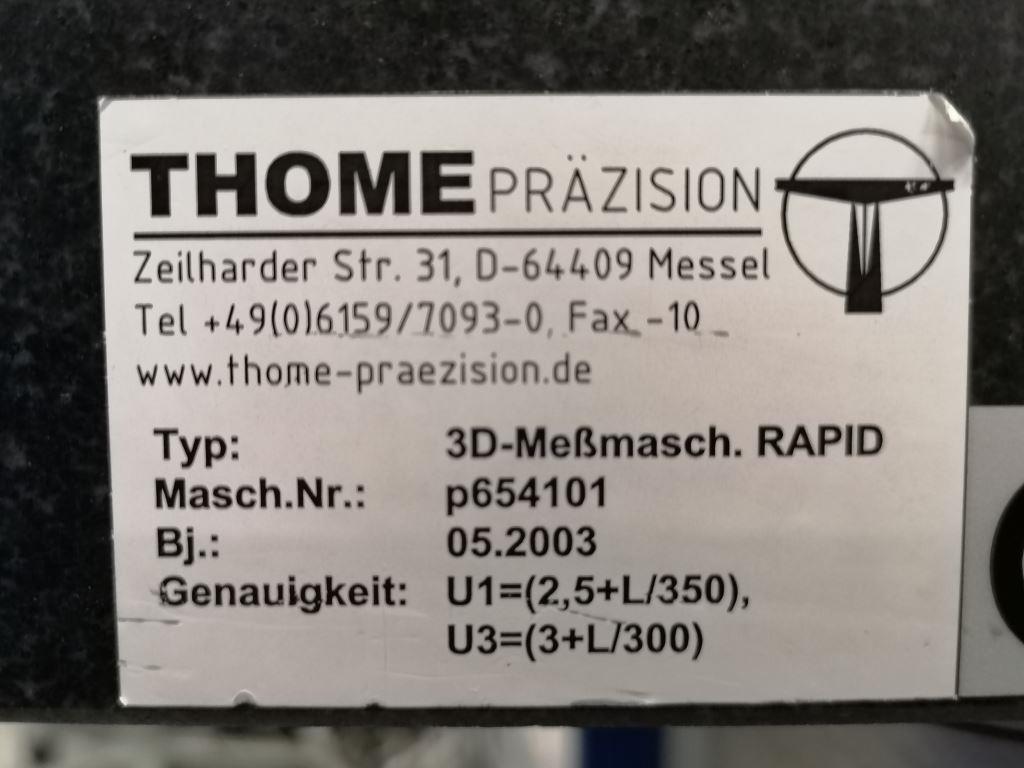 THOME PRÄZISION
Zeilharder Str. 31, D-64409 Messel
Tel +49(0)6159/7093-0, Fax -10
www.thome-praezision.de
Typ: 3D-Meßmasch. RAPID
Masch.Nr.: p654101
Bj.: 05.2003
Genauigkeit: U1=(2,5+L/350),
U3=(3+L/300)